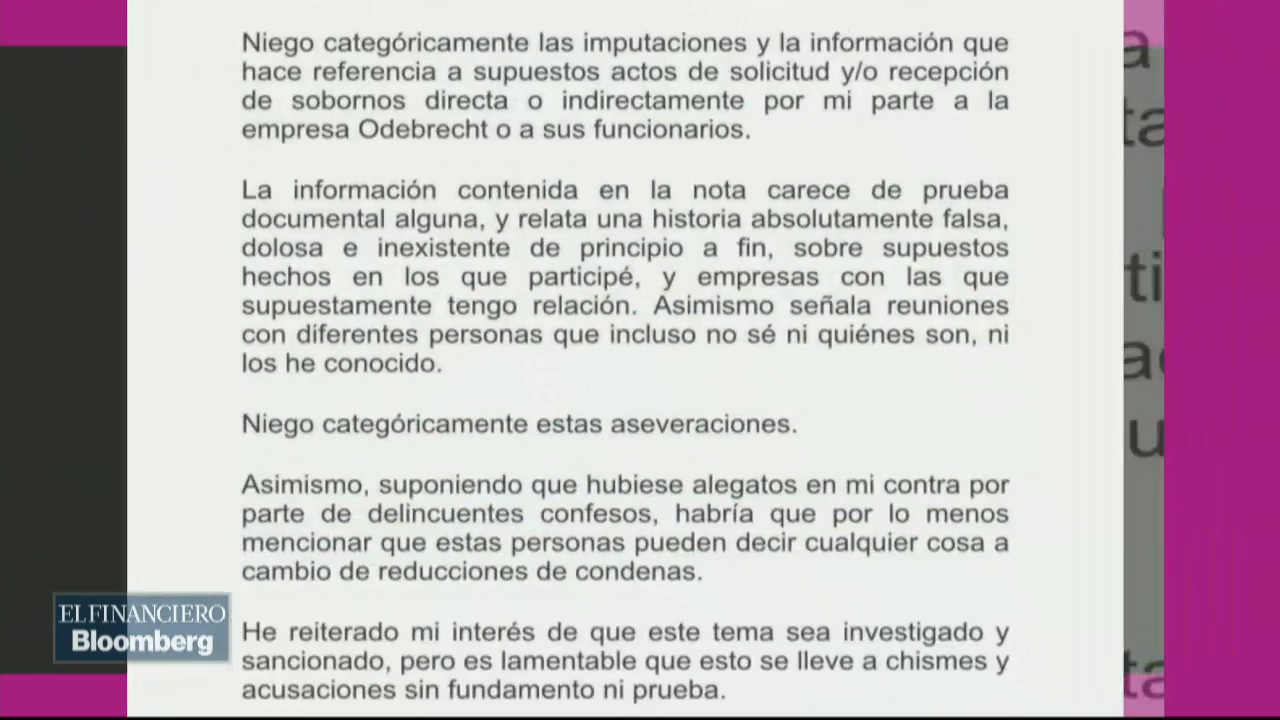 Niego categóricamente las imputaciones y la información que
hace referencia a supuestos actos de solicitud y/o recepción
de sobornos directa o indirectamente por mi parte a la
empresa Odebrecht o a sus funcionarios.
La información contenida en la nota carece de prueba
documental alguna, y relata una historia absolutamente falsa,
dolosa e inexistente de principio a fin, sobre supuestos
hechos en los que participé, y empresas con las que
supuestamente tengo relación. Asimismo señala reuniones
con diferentes personas que incluso no sé ni quiénes son, ni
los he conocido.
Niego categóricamente estas aseveraciones.
Asimismo, suponiendo que hubiese alegatos en mi contra por
parte de delincuentes confesos, habría que por lo menos
mencionar que estas personas pueden decir cualquier cosa a
cambio de reducciones de condenas.
He reiterado mi interés de que este tema sea investigado y
sancionado, pero es lamentable que esto se lleve a chismes y
acusaciones sin fundamento ni prueba.
EL FINANCIERO
Bloomberg